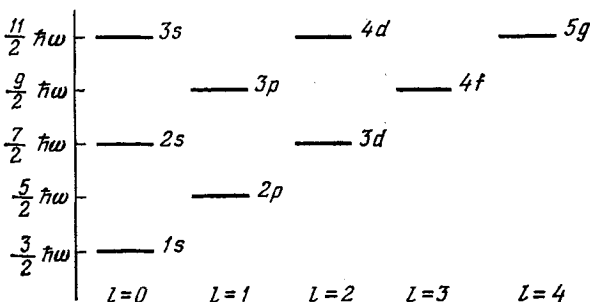 11/2 ħω 3s 4d 5g
9/2 ħω 3p 4f
7/2 ħω 2s 3d
5/2 ħω 2p
3/2 ħω 1s
l=0 l=1 l=2 l=3 l=4